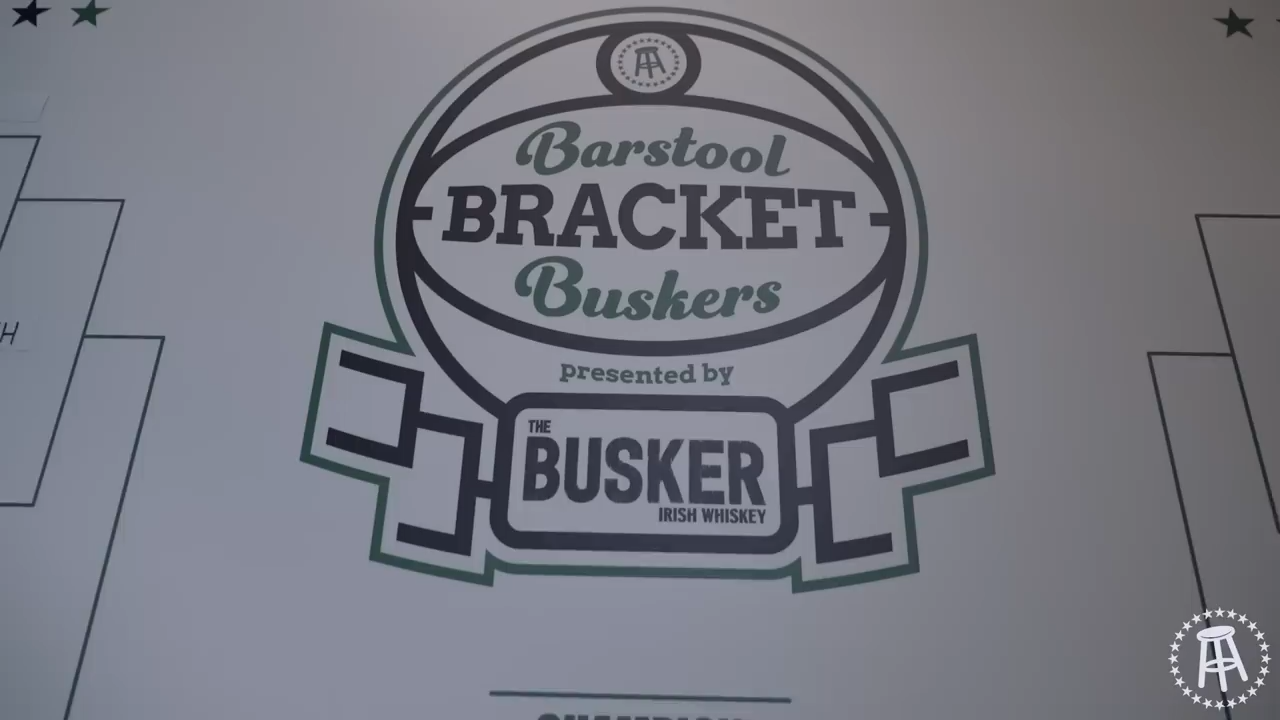 Barstool
BRACKET
Buskers
presented by
THE
BUSKER
IRISH WHISKEY